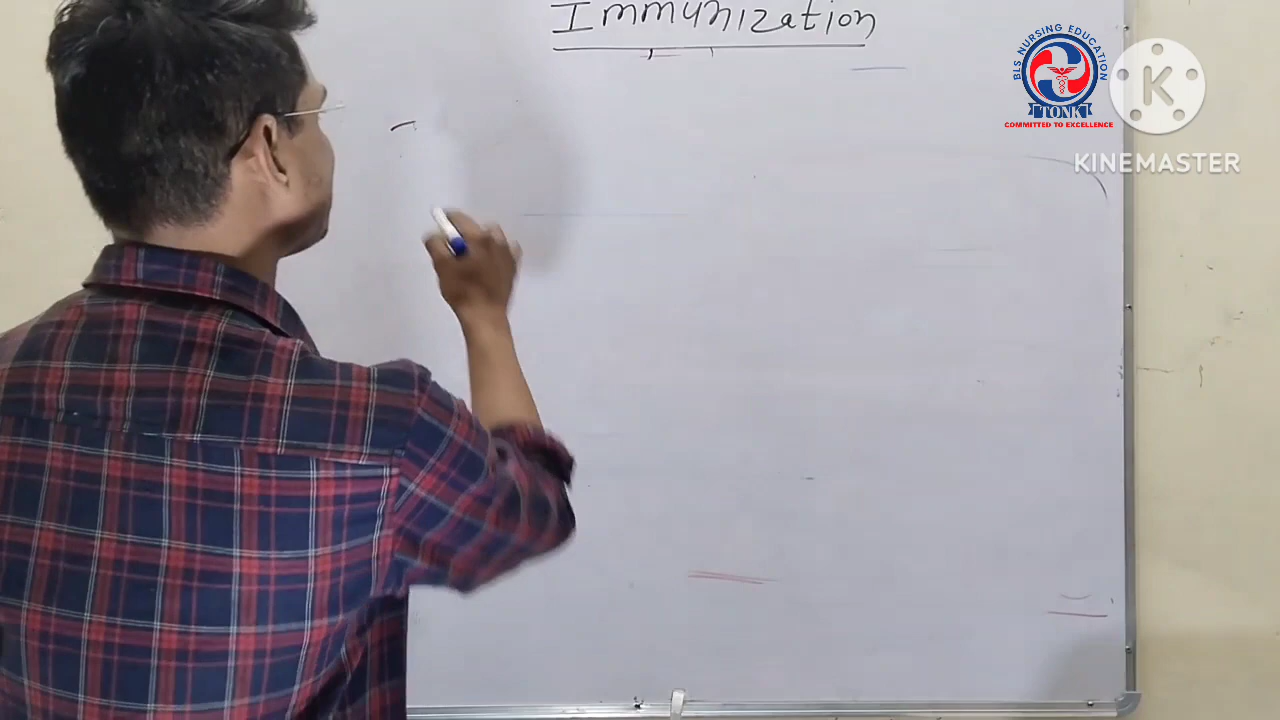 Immunization
BLS NURSING EDUCATION
TONK
COMMITTED TO EXCELLENCE
K
KINEMASTER